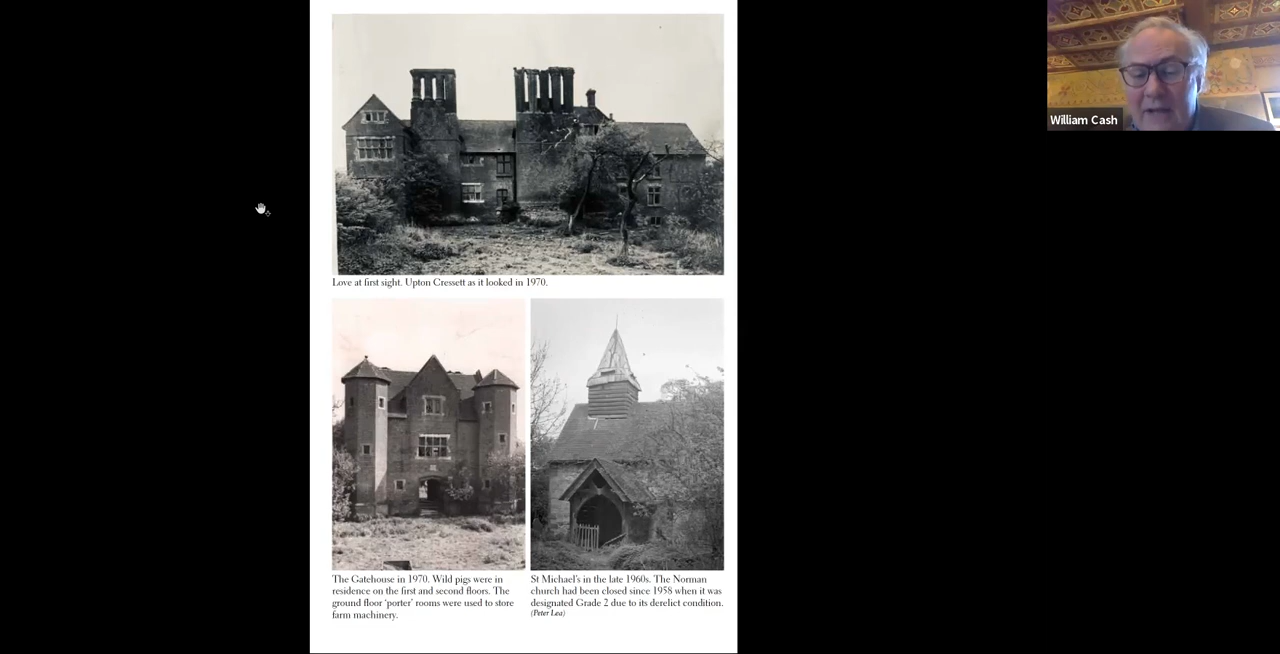 William Cash
Love at first sight. Upton Cressett as it looked in 1970.
The Gatehouse in 1970. Wild pigs were in
residence on the first and second floors. The
ground floor ‘porter’ rooms were used to store
farm machinery.
St Michael’s in the late 1960s. The Norman
church had been closed since 1958 when it was
designated Grade 2 due to its derelict condition.
(Peter Lea)